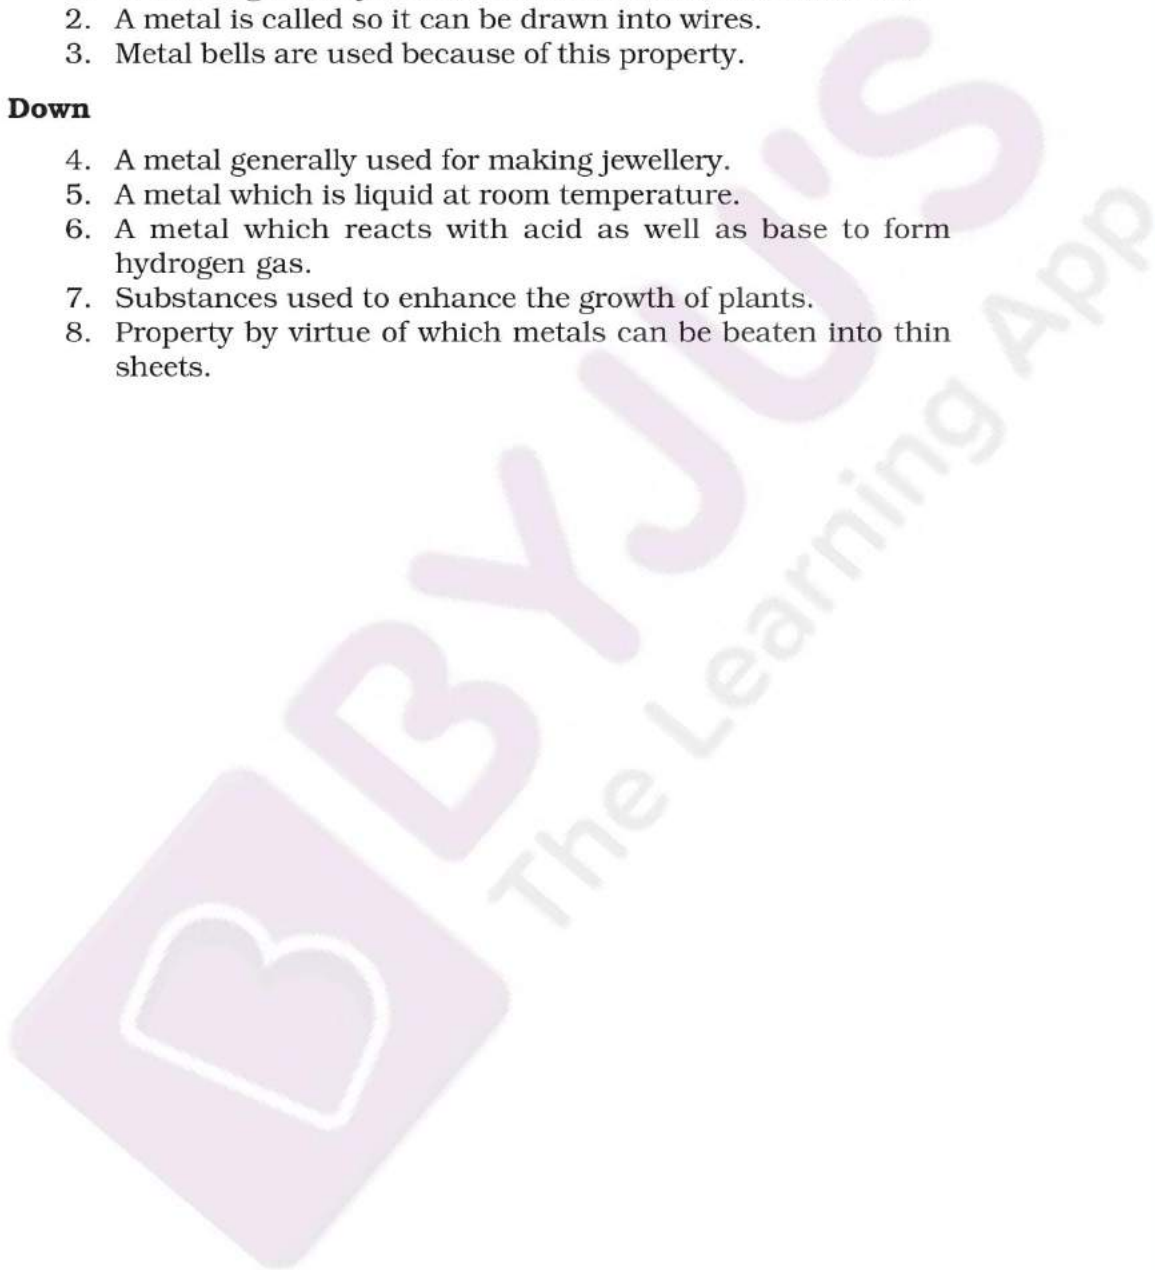 2. A metal is called so it can be drawn into wires.
3. Metal bells are used because of this property.
Down
4. A metal generally used for making jewellery.
5. A metal which is liquid at room temperature.
6. A metal which reacts with acid as well as base to form
hydrogen gas.
7. Substances used to enhance the growth of plants.
8. Property by virtue of which metals can be beaten into thin
sheets.
BYJU'S
The Learning App